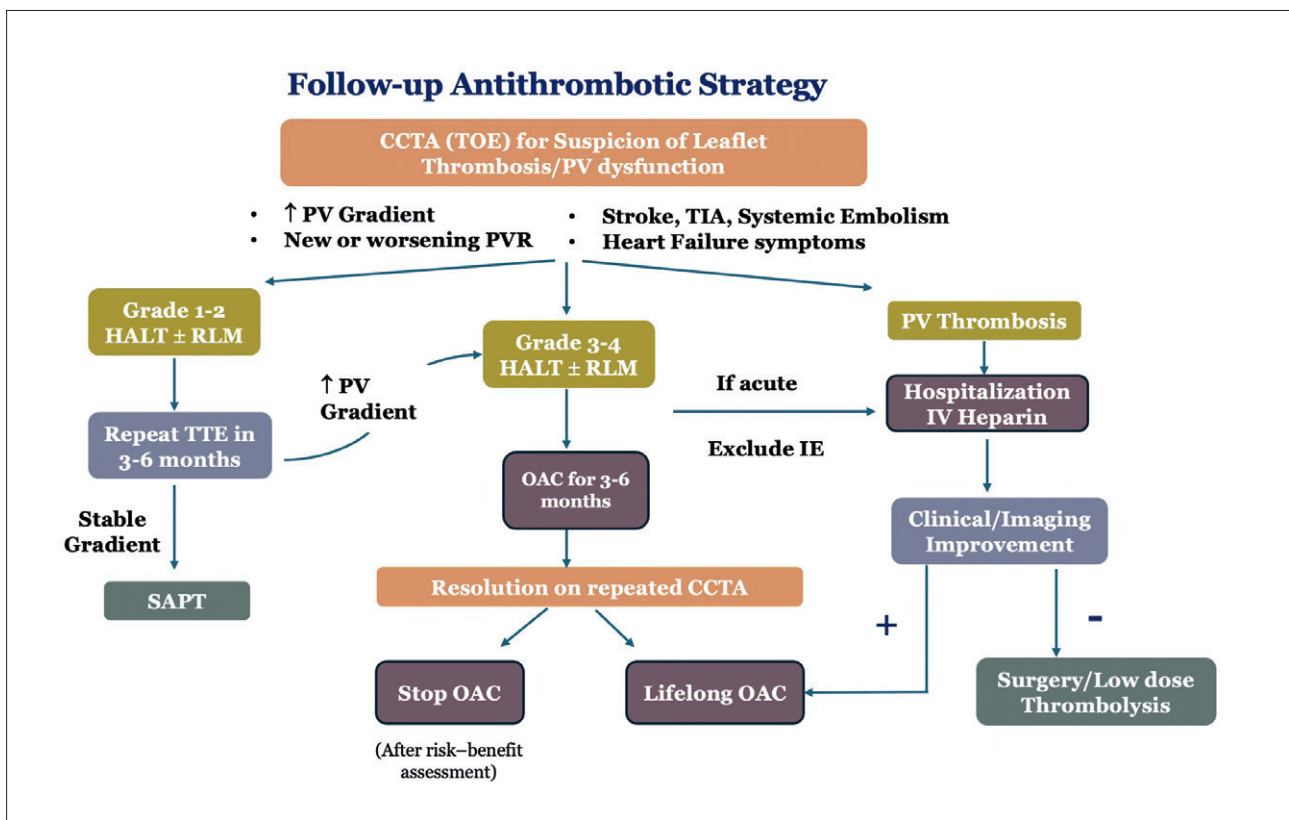 Follow-up Antithrombotic Strategy
CCTA (TOE) for Suspicion of Leaflet
Thrombosis/PV dysfunction
• ↑ PV Gradient
• New or worsening PVR
• Stroke, TIA, Systemic Embolism
• Heart Failure symptoms
Grade 1-2
HALT ± RLM
Grade 3-4
HALT ± RLM
PV Thrombosis
↑ PV
Gradient
If acute
Exclude IE
Hospitalization
IV Heparin
Repeat TTE in
3-6 months
OAC for 3-6
months
Stable
Gradient
Clinical/Imaging
Improvement
SAPT
Resolution on repeated CCTA
+
-
Stop OAC
Lifelong OAC
Surgery/Low dose
Thrombolysis
(After risk–benefit
assessment)